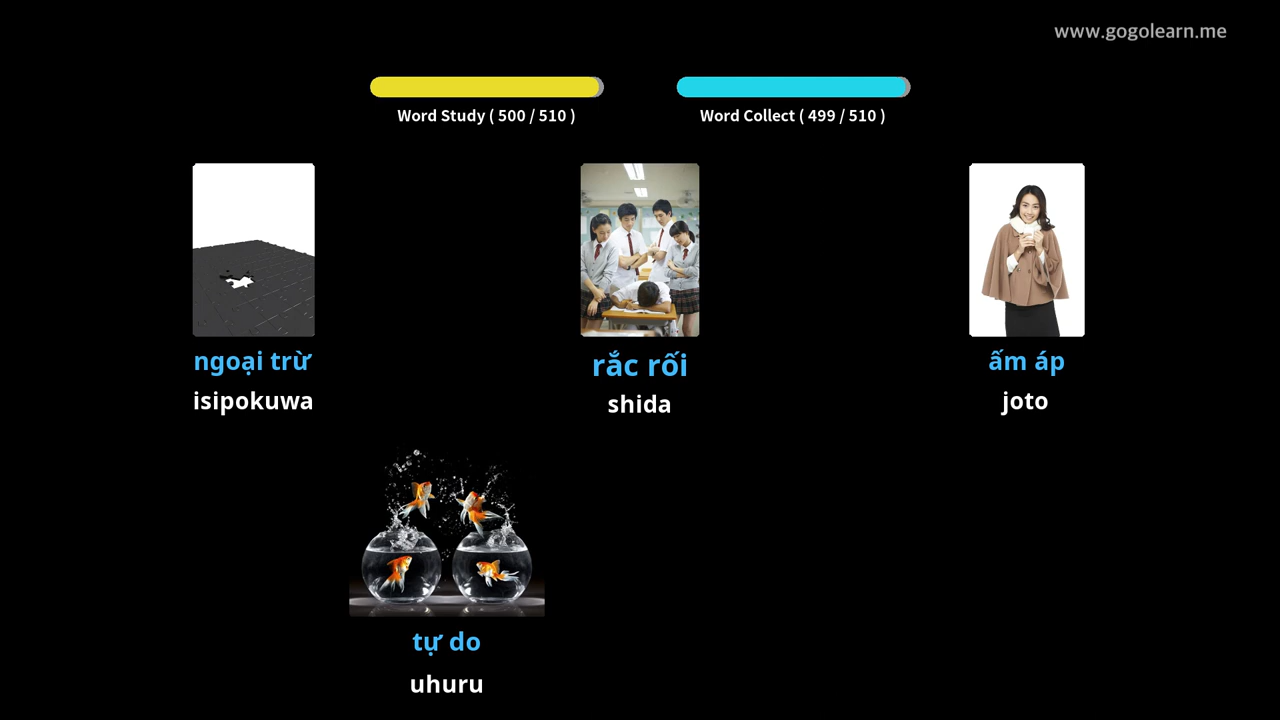 www.gogolearn.me
Word Study ( 500 / 510 )
Word Collect ( 499 / 510 )
ngoại trừ
isipokuwa
rắc rối
shida
ấm áp
joto
tự do
uhuru